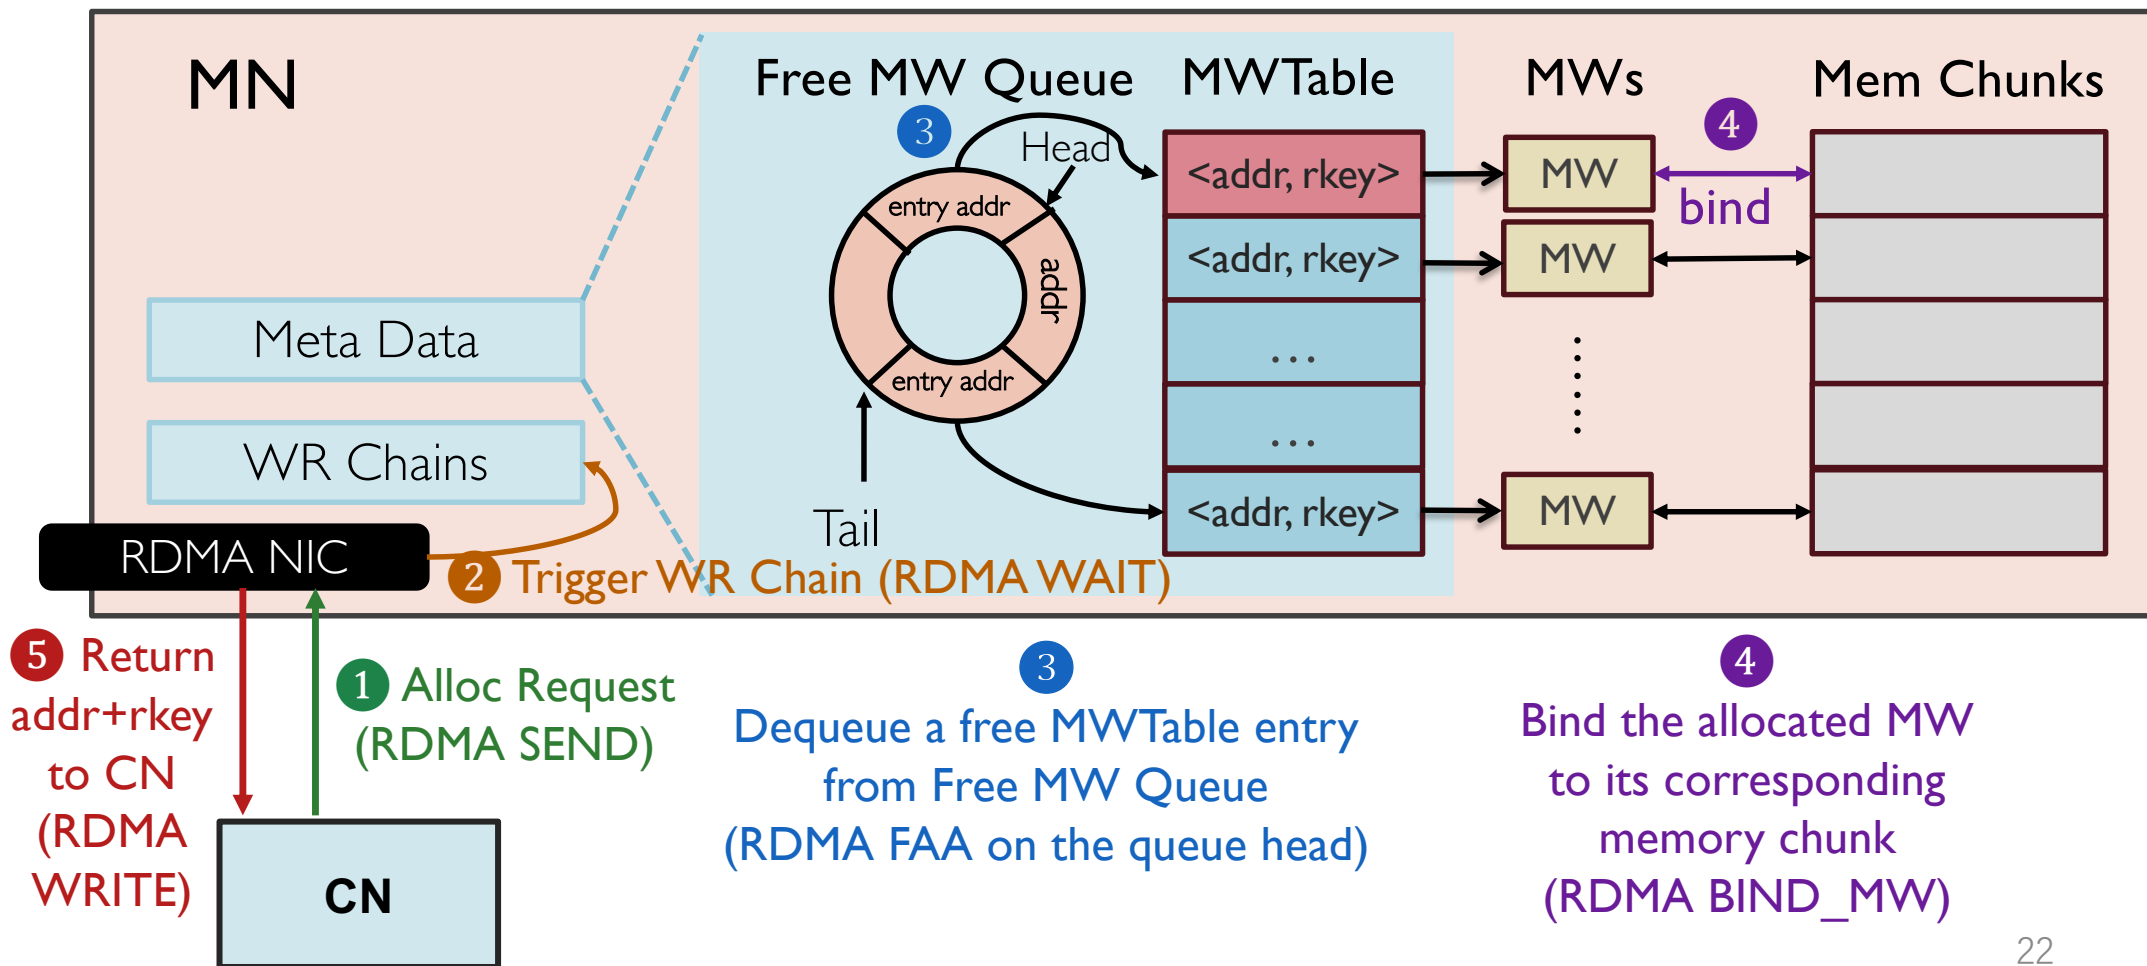 MN
Free MW Queue
MWTable
MWs
Mem Chunks
3
Head
4
entry addr
addr
entry addr
Tail
<addr, rkey>
<addr, rkey>
...
...
<addr, rkey>
MW
MW
MW
bind
Meta Data
WR Chains
RDMA NIC
2 Trigger WR Chain (RDMA WAIT)
5 Return
addr+rkey
to CN
(RDMA
WRITE)
1 Alloc Request
(RDMA SEND)
CN
3
Dequeue a free MWTable entry
from Free MW Queue
(RDMA FAA on the queue head)
4
Bind the allocated MW
to its corresponding
memory chunk
(RDMA BIND_MW)
22